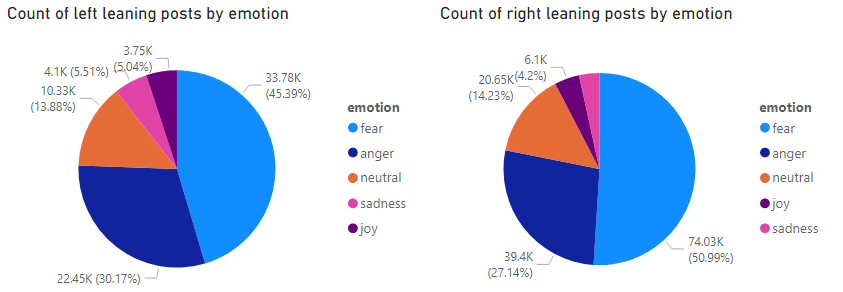 Count of left leaning posts by emotion
3.75K
(5.04%)
4.1K (5.51%)
10.33K
(13.88%)
33.78K
(45.39%)
22.45K (30.17%)
emotion
fear
anger
neutral
sadness
joy
Count of right leaning posts by emotion
6.1K
(4.2%)
20.65K
(14.23%)
39.4K
(27.14%)
74.03K
(50.99%)
emotion
fear
anger
neutral
joy
sadness